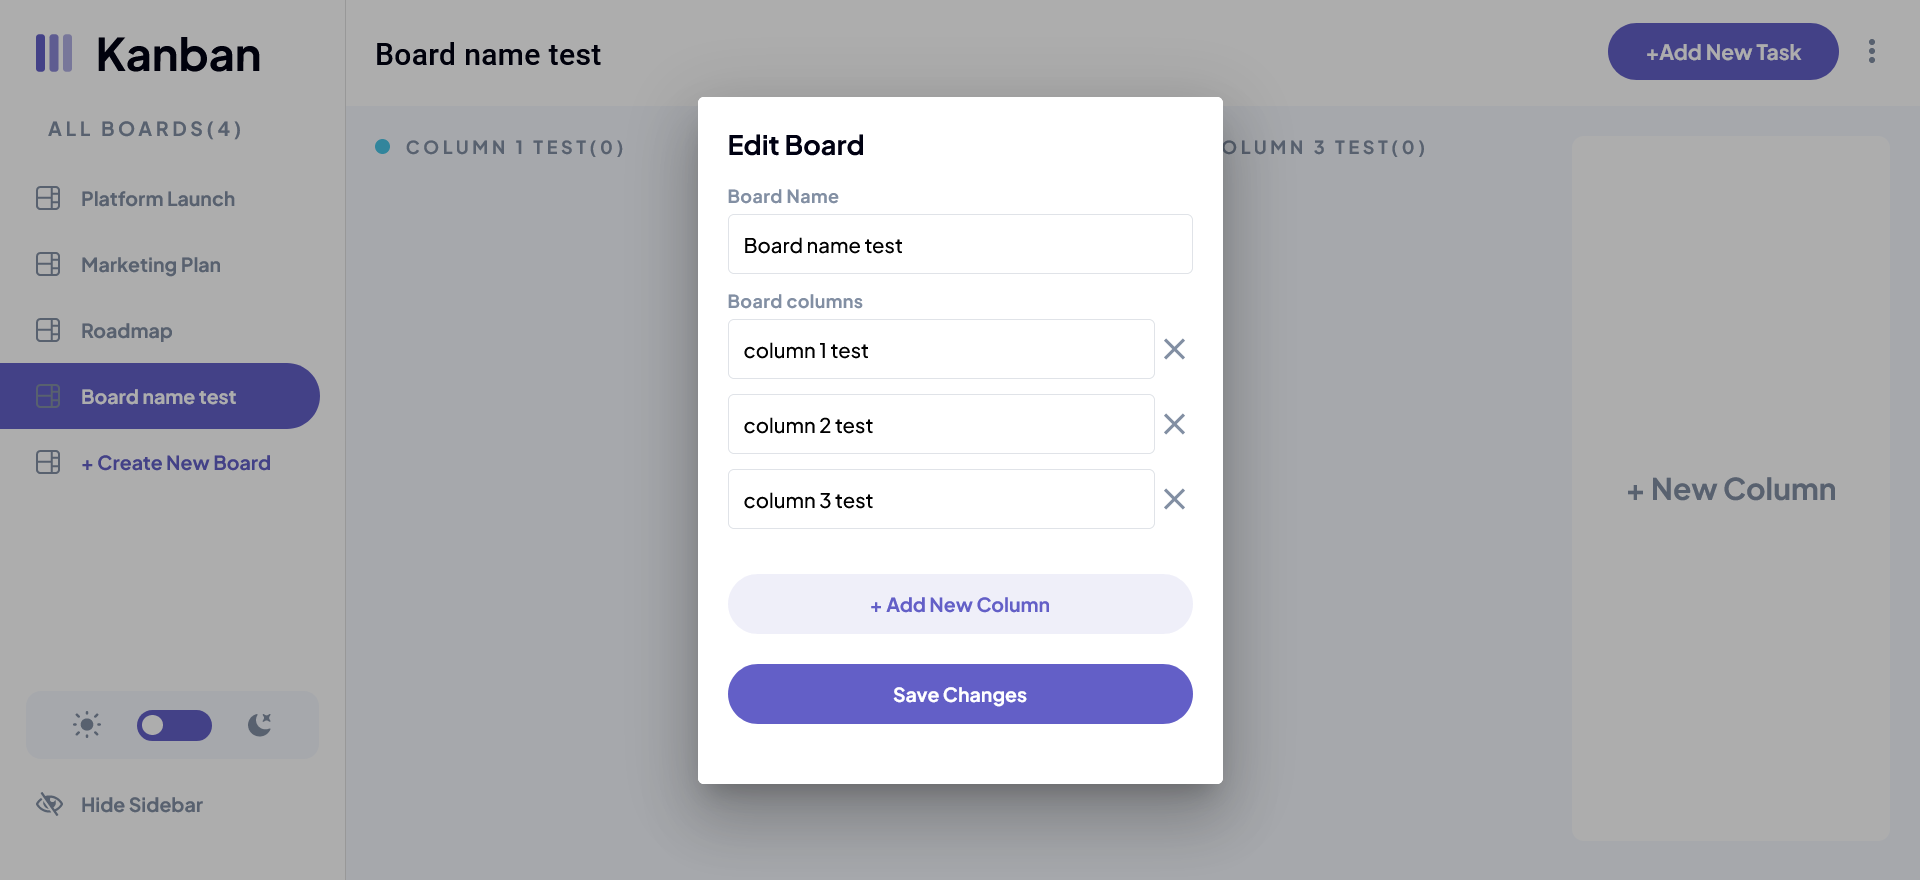 Kanban
ALL BOARDS(4)
Platform Launch
Marketing Plan
Roadmap
Board name test
+ Create New Board
Hide Sidebar
Board name test
+Add New Task
COLUMN 1 TEST(0)
OLUMN 3 TEST(0)
+ New Column
Edit Board
Board Name
Board name test
Board columns
column 1 test
column 2 test
column 3 test
+ Add New Column
Save Changes